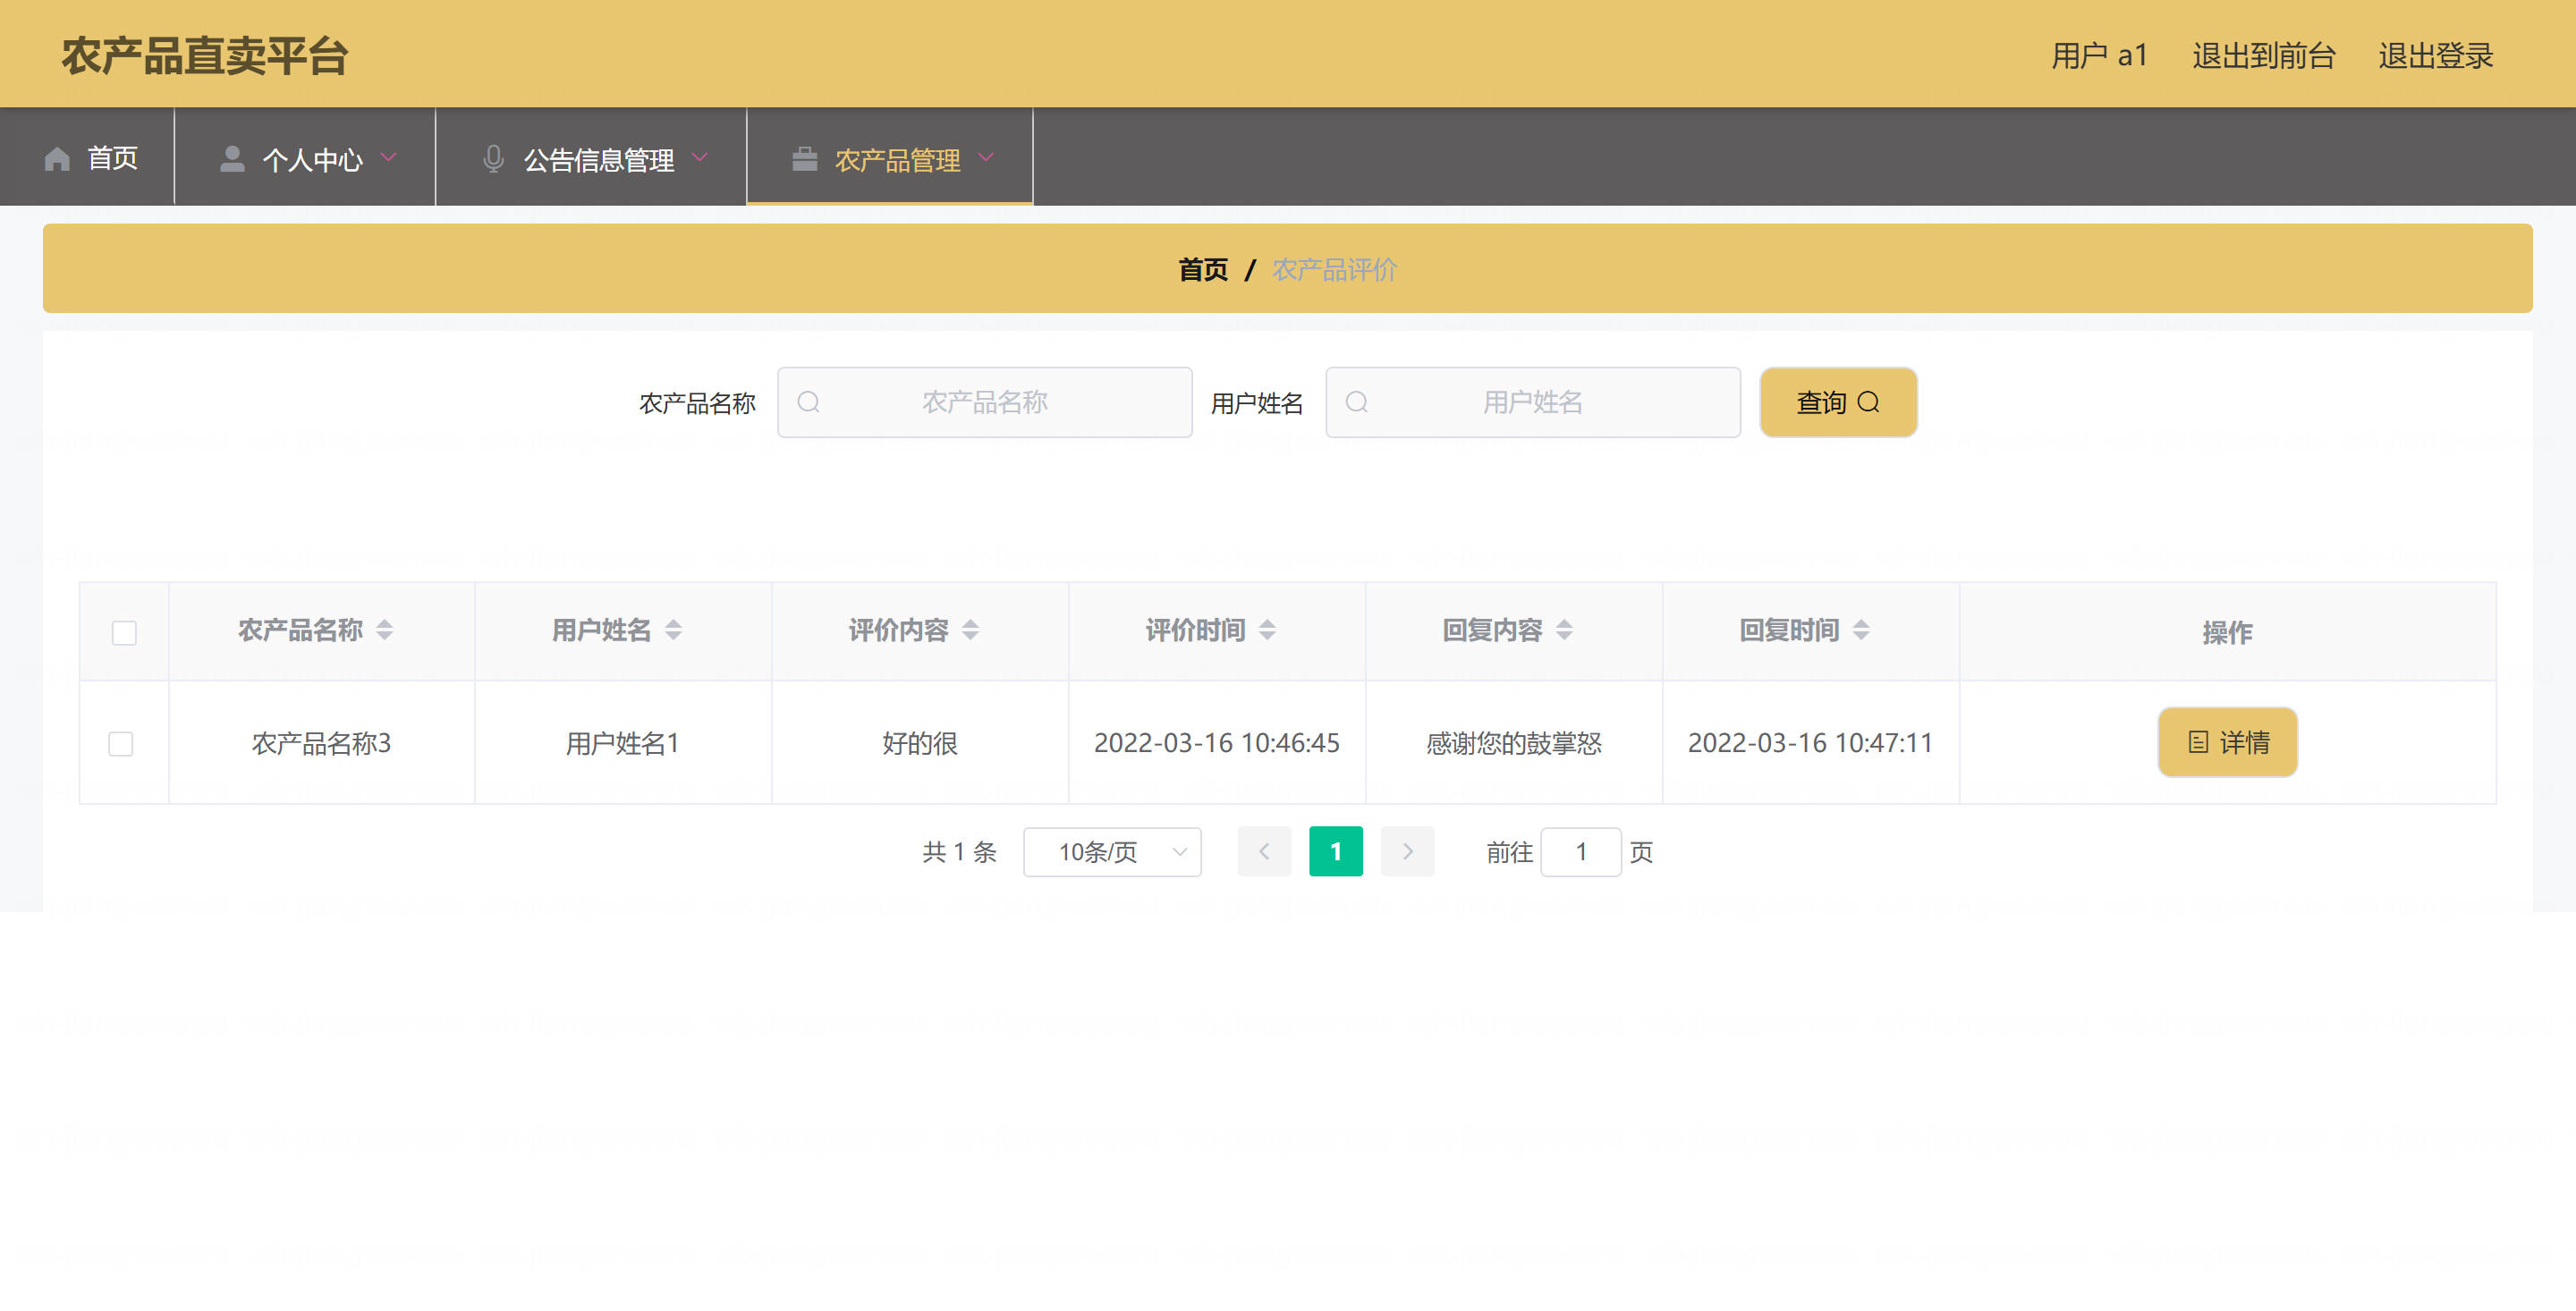 农产品直卖平台
用户 a1 退出到前台 退出登录
首页 个人中心 公告信息管理 农产品管理
首页 / 农产品评价
农产品名称 农产品名称 用户姓名 用户姓名 查询
农产品名称 用户姓名 评价内容 评价时间 回复内容 回复时间 操作
农产品名称3 用户姓名1 好的很 2022-03-16 10:46:45 感谢您的鼓掌怒 2022-03-16 10:47:11 详情
共 1 条 10条/页 1 前往 1 页